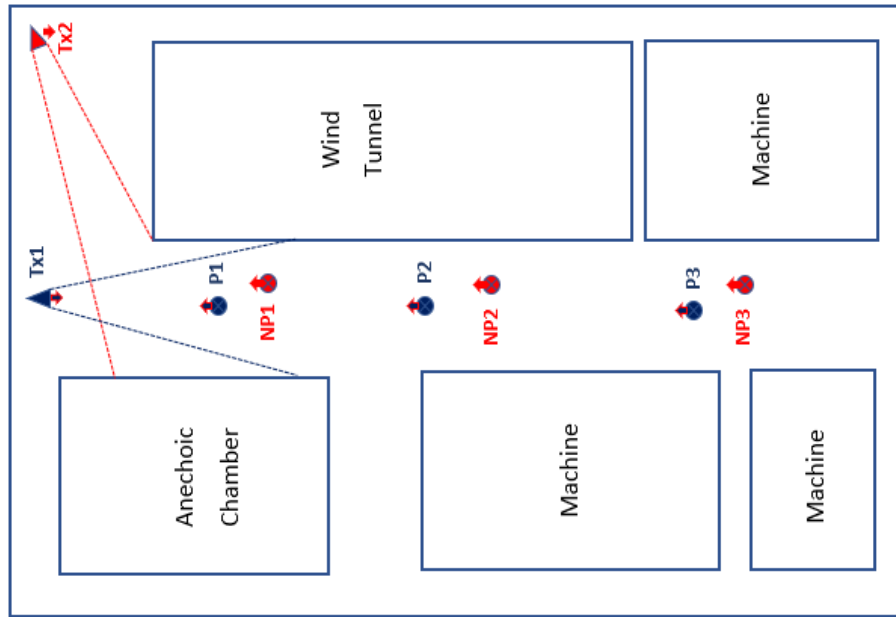 Tx2
Wind
Tunnel
Machine
Tx1
P1
P2
P3
NP1
NP2
NP3
Anechoic
Chamber
Machine
Machine